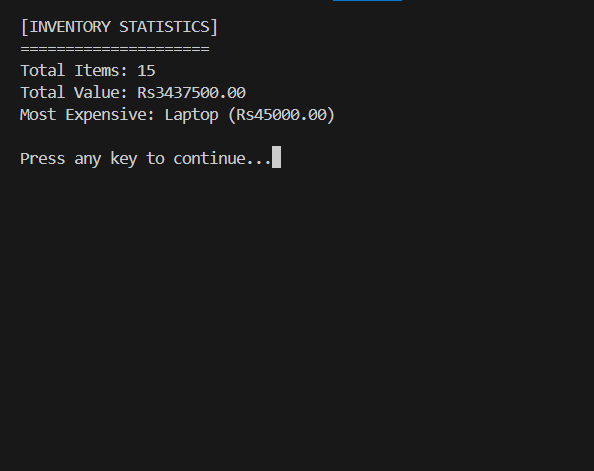 [INVENTORY STATISTICS]
=====================
Total Items: 15
Total Value: Rs3437500.00
Most Expensive: Laptop (Rs45000.00)
Press any key to continue...